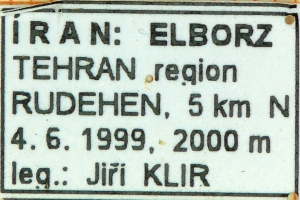 ÍRAN: ELBORZ
TEHRAN region
RUDEHEN, 5 km N
4. 6. 1999, 2000 m
leg.: Jiří KLIR